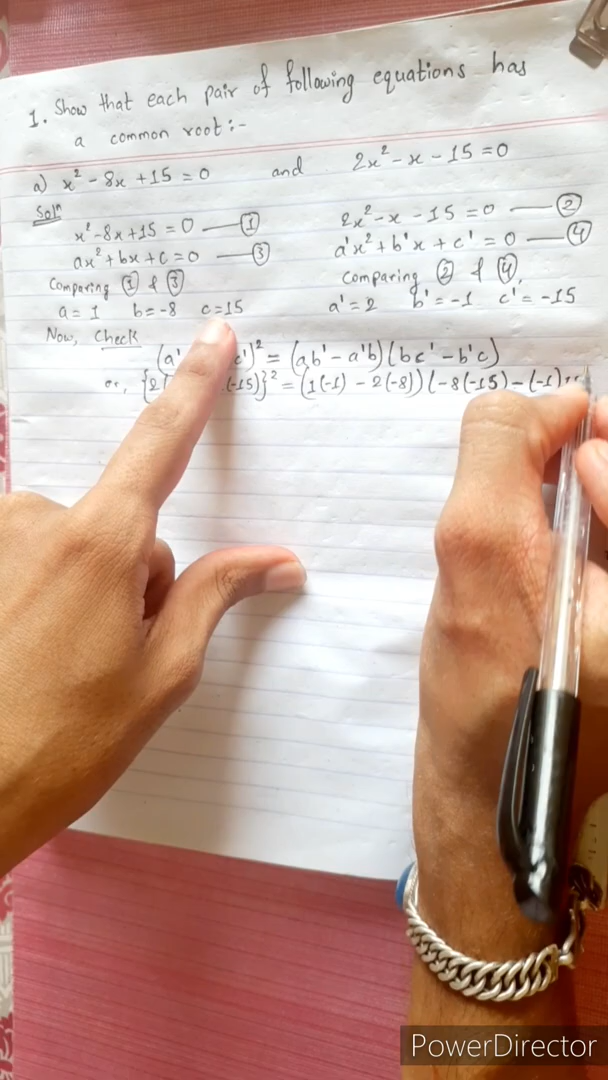 1. Show that each pair of following equations has
a common root:-
a) x² - 8x + 15 = 0 and 2x² - x - 15 = 0
Solⁿ
x² - 8x + 15 = 0 — ① 2x² - x - 15 = 0 — ②
ax² + bx + c = 0 — ③ a'x² + b'x + c' = 0 — ④
Comparing ① & ③ comparing ② & ④
a = 1 b = -8 c = 15 a' = 2 b' = -1 c' = -15
Now, Check
(a' c')² = (ab' - a'b)(bc' - b'c)
or, {2( (-15)}² = (1(-1) - 2(-8))(-8(-15) - (-1)
PowerDirector